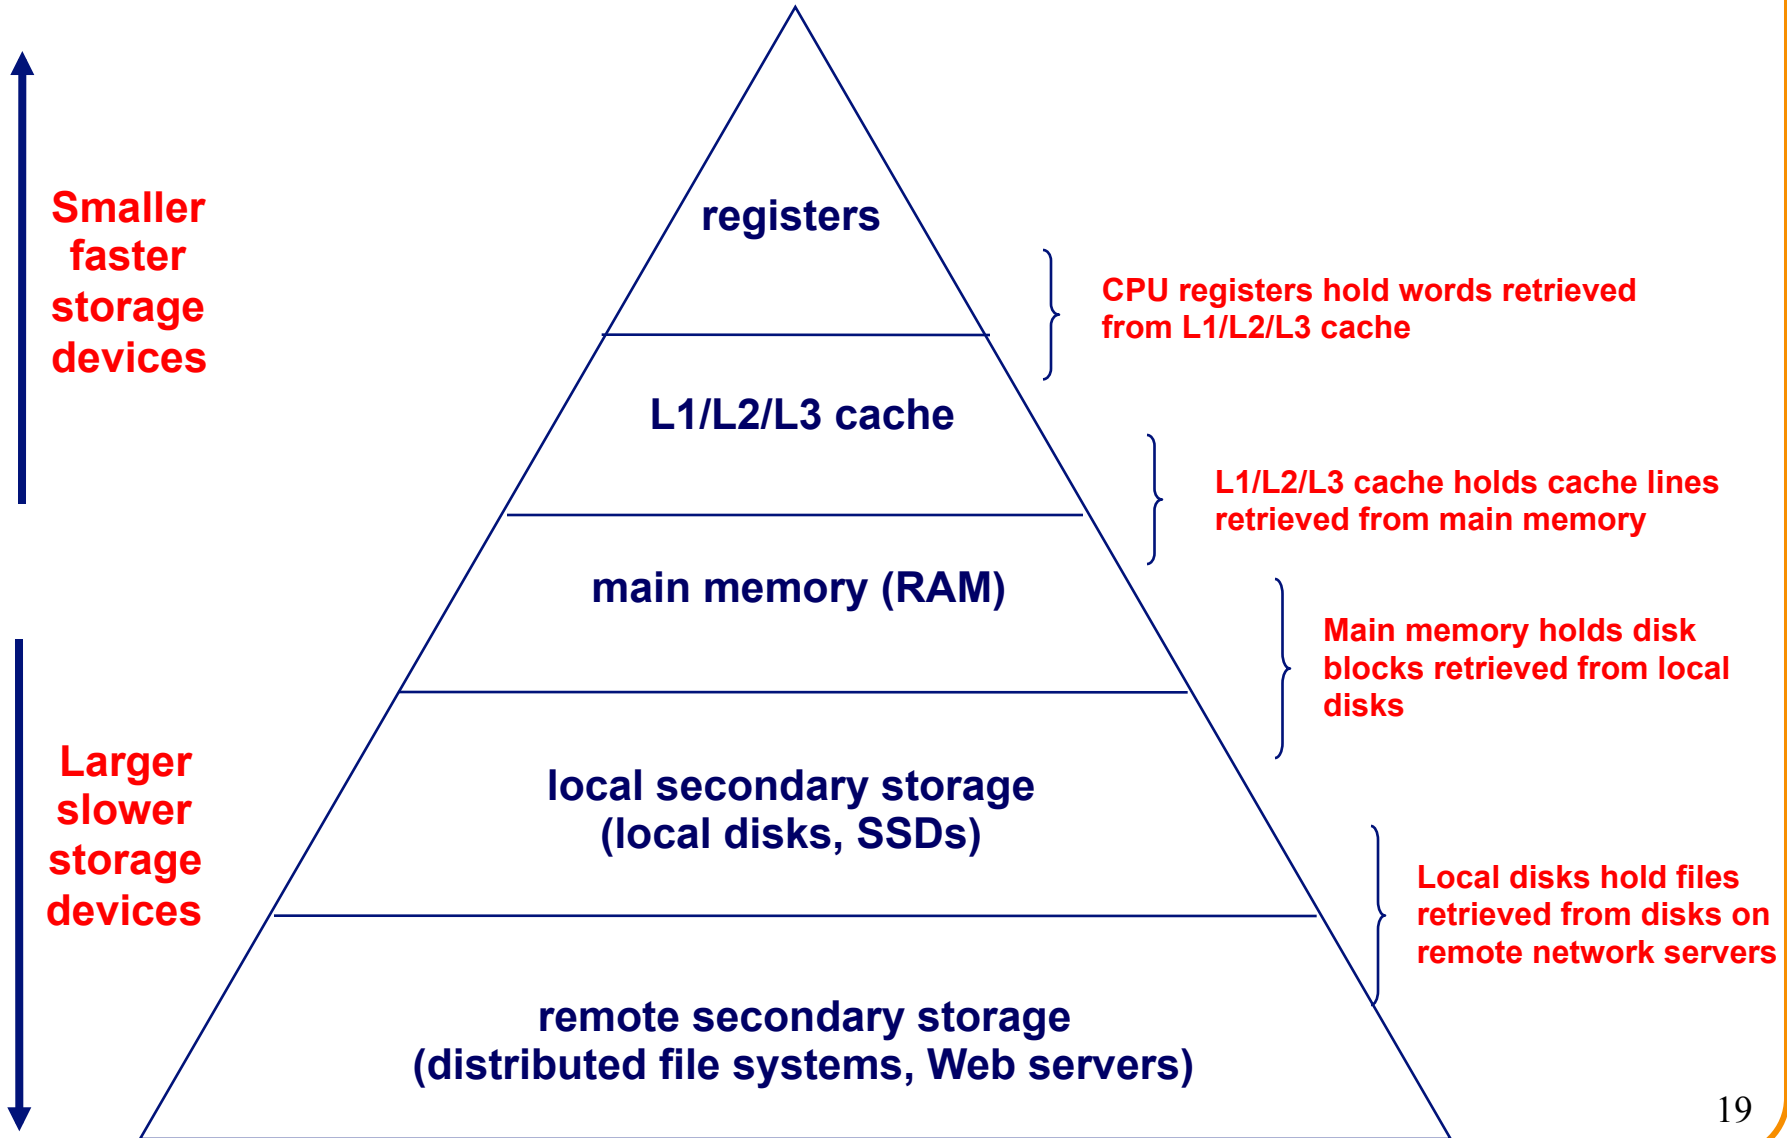 Smaller
faster
storage
devices
registers
CPU registers hold words retrieved
from L1/L2/L3 cache
L1/L2/L3 cache
L1/L2/L3 cache holds cache lines
retrieved from main memory
main memory (RAM)
Main memory holds disk
blocks retrieved from local
disks
Larger
slower
storage
devices
local secondary storage
(local disks, SSDs)
Local disks hold files
retrieved from disks on
remote network servers
remote secondary storage
(distributed file systems, Web servers)
19